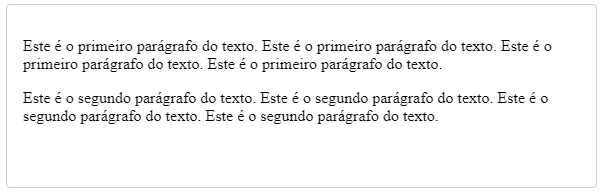 Este é o primeiro parágrafo do texto. Este é o primeiro parágrafo do texto. Este é o
primeiro parágrafo do texto. Este é o primeiro parágrafo do texto.
Este é o segundo parágrafo do texto. Este é o segundo parágrafo do texto. Este é o
segundo parágrafo do texto. Este é o segundo parágrafo do texto.